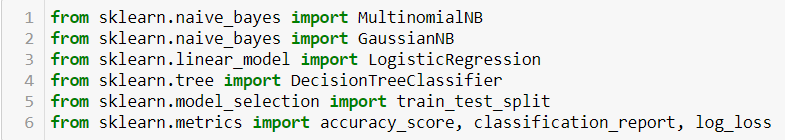 1 from sklearn.naive_bayes import MultinomialNB
2 from sklearn.naive_bayes import GaussianNB
3 from sklearn.linear_model import LogisticRegression
4 from sklearn.tree import DecisionTreeClassifier
5 from sklearn.model_selection import train_test_split
6 from sklearn.metrics import accuracy_score, classification_report, log_loss